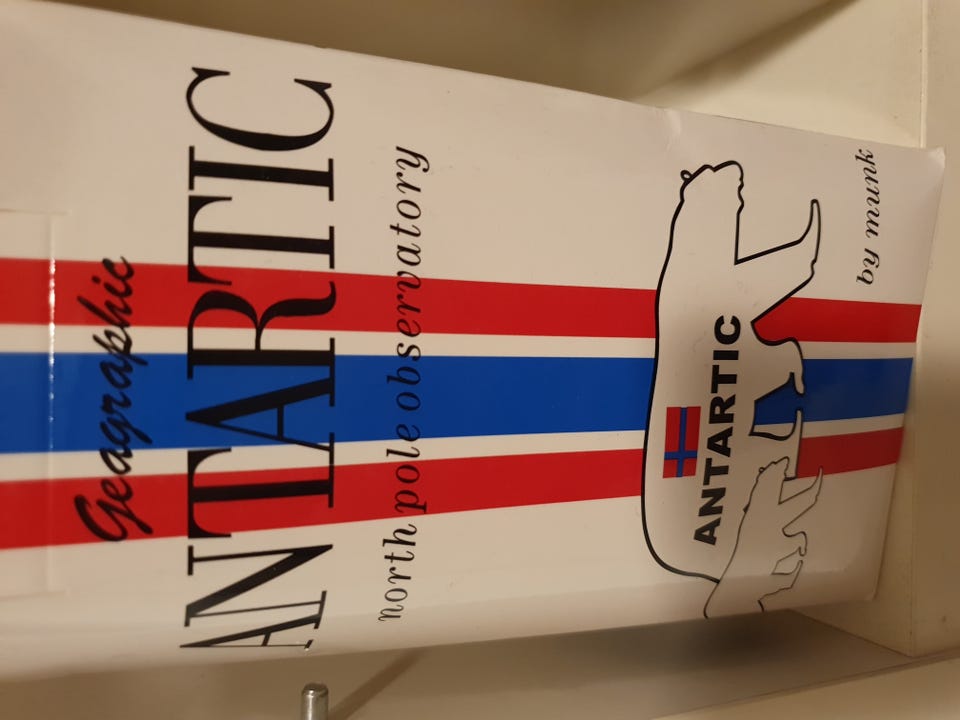 Geagraphic
ANTARTIC
north pole observatory
ANTARTIC
by munk